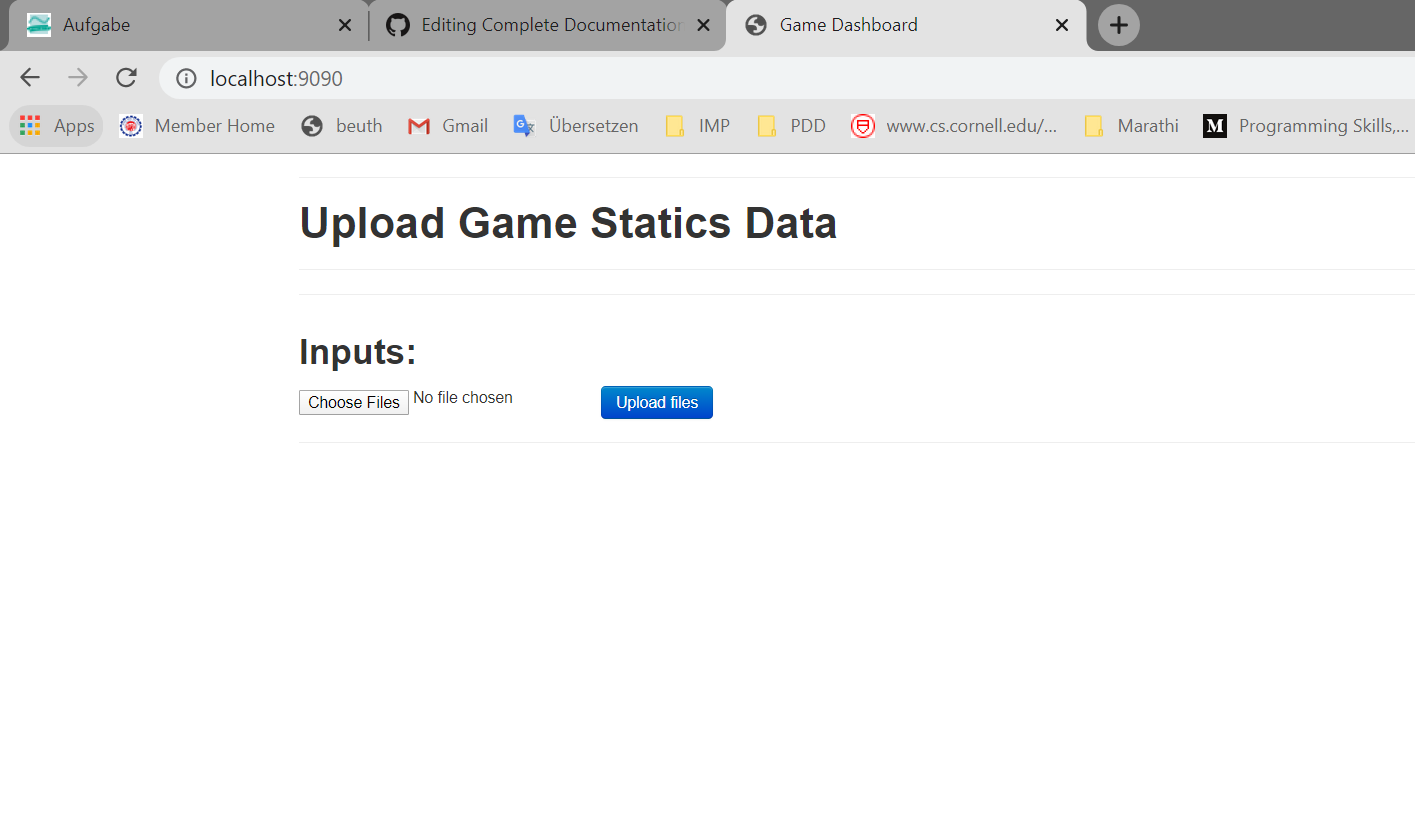 Aufgabe
Editing Complete Documentation
Game Dashboard
localhost:9090
Apps Member Home beuth Gmail Übersetzen IMP PDD www.cs.cornell.edu/... Marathi M Programming Skills,...
Upload Game Statics Data
Inputs:
Choose Files No file chosen Upload files